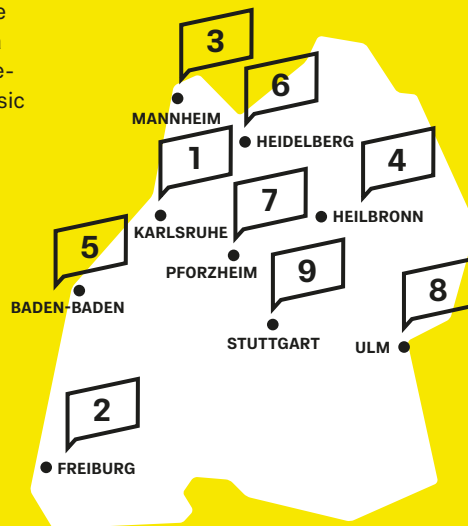 3
MANNHEIM
6
HEIDELBERG
1
KARLSRUHE
4
HEILBRONN
7
PFORZHEIM
5
BADEN-BADEN
9
STUTTGART
8
ULM
2
FREIBURG
sic